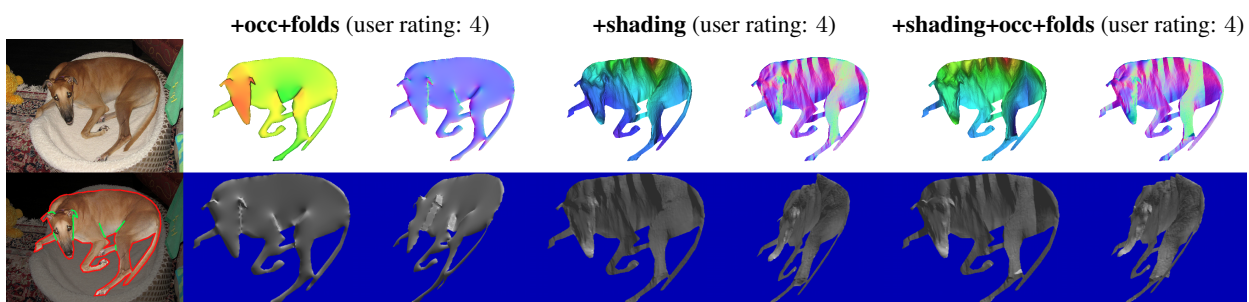 +occ+folds (user rating: 4) +shading (user rating: 4) +shading+occ+folds (user rating: 4)